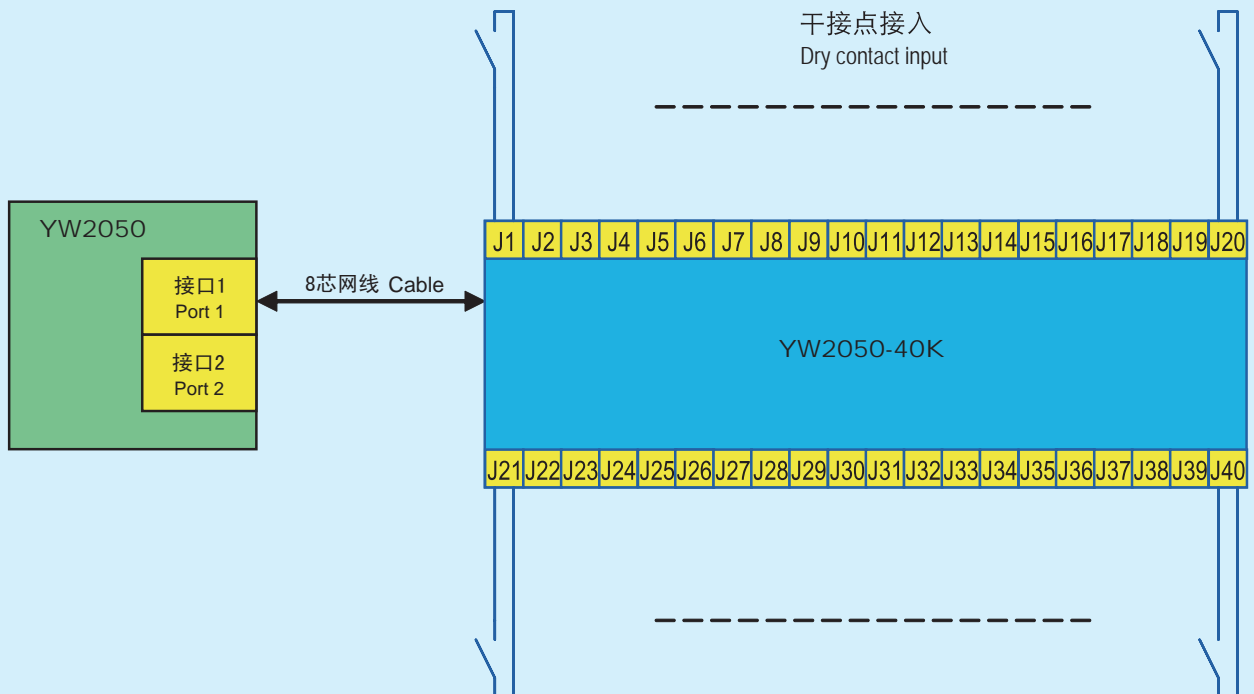 干接点接入
Dry contact input
YW2050
接口1
Port 1
接口2
Port 2
8芯网线 Cable
J1 J2 J3 J4 J5 J6 J7 J8 J9 J10 J11 J12 J13 J14 J15 J16 J17 J18 J19 J20
YW2050-40K
J21 J22 J23 J24 J25 J26 J27 J28 J29 J30 J31 J32 J33 J34 J35 J36 J37 J38 J39 J40